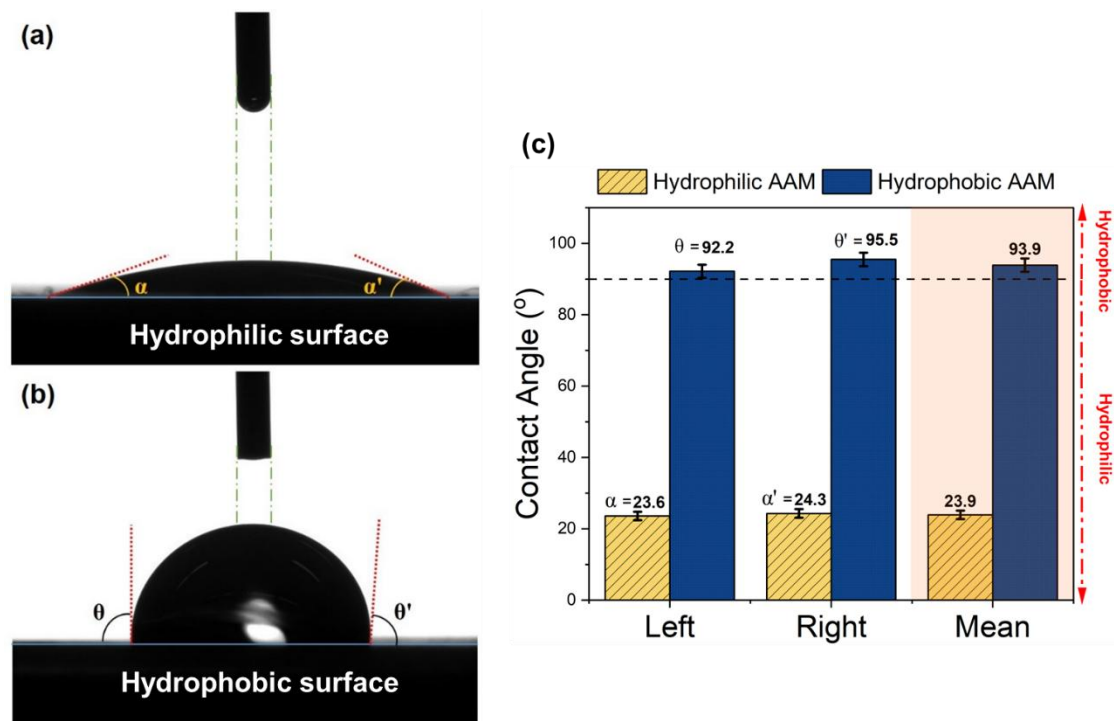 (a)
α
α'
Hydrophilic surface
(b)
θ
θ'
Hydrophobic surface
(c)
Hydrophilic AAM
Hydrophobic AAM
Contact Angle (º)
100
80
60
40
20
0
θ = 92.2
θ' = 95.5
93.9
α = 23.6
α' = 24.3
23.9
Left
Right
Mean
Hydrophobic
Hydrophilic